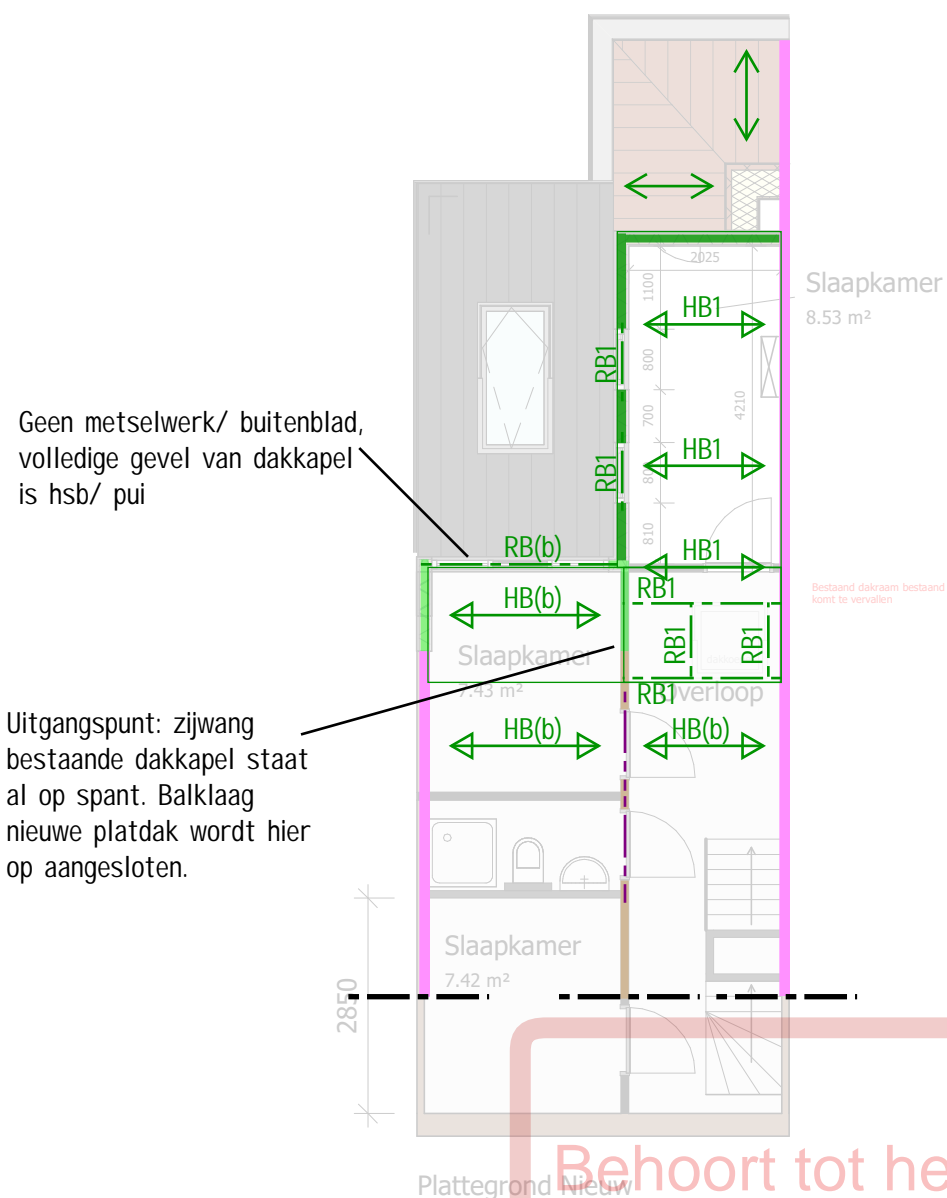 2025
Slaapkamer
8.53 m²
1100
HB1
RB1
800
700
4210
HB1
RB1
810
HB1
Geen metselwerk/ buitenblad,
volledige gevel van dakkapel
is hsb/ pui
RB(b)
HB(b)
RB1
RB1
RB1
Bestaand dakraam bestaand
komt te vervallen
Slaapkamer
7.43 m²
RB1
Overloop
HB(b)
HB(b)
Uitgangspunt: zijwang
bestaande dakkapel staat
al op spant. Balklaag
nieuwe platdak wordt hier
op aangesloten.
Slaapkamer
7.42 m²
2850
Behoort tot he
Plattegrond Nieuw